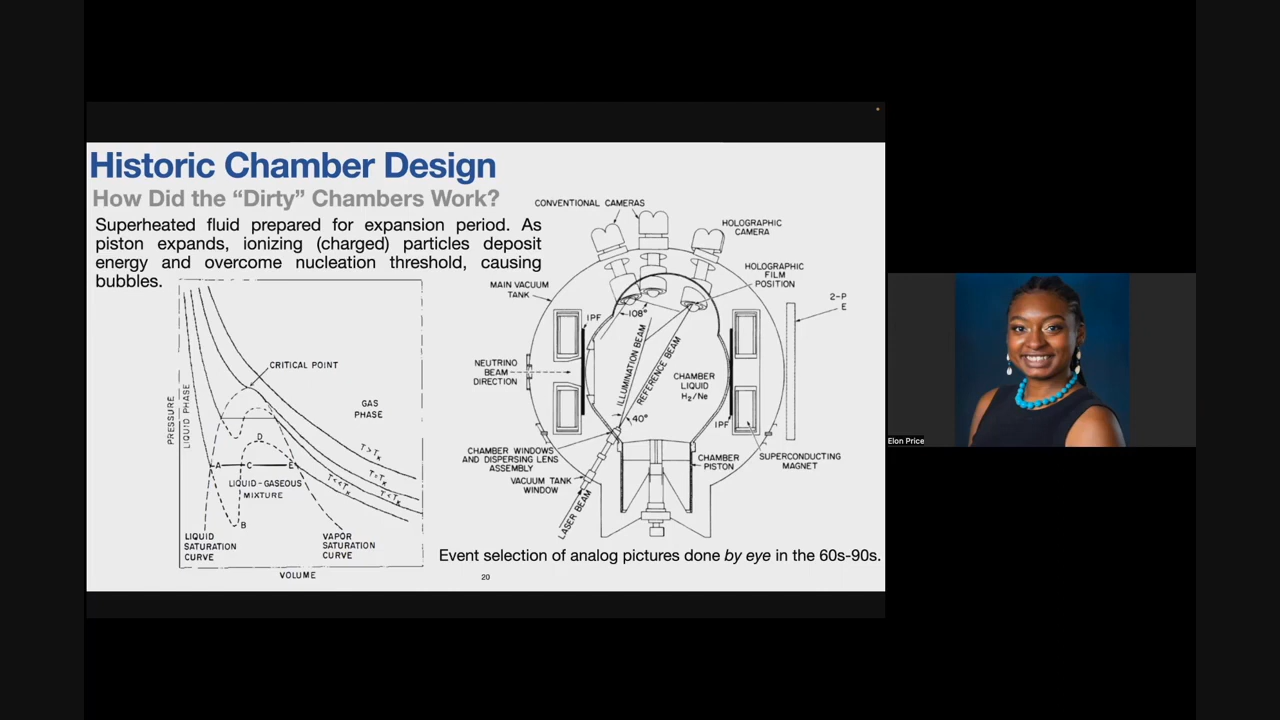 Historic Chamber Design
How Did the “Dirty” Chambers Work?
Superheated fluid prepared for expansion period. As
piston expands, ionizing (charged) particles deposit
energy and overcome nucleation threshold, causing
bubbles.
PRESSURE
LIQUID PHASE
CRITICAL POINT
GAS
PHASE
T>T_K
T=T_K
T<T_K
T<<T_K
A
C
E
D
B
LIQUID-GASEOUS
MIXTURE
LIQUID
SATURATION
CURVE
VAPOR
SATURATION
CURVE
VOLUME
CONVENTIONAL CAMERAS
HOLOGRAPHIC
CAMERA
HOLOGRAPHIC
FILM
POSITION
MAIN VACUUM
TANK
2-P
E
IPF
108°
NEUTRINO
BEAM
DIRECTION
ILLUMINATION BEAM
REFERENCE BEAM
CHAMBER
LIQUID
H2/Ne
40°
IPF
CHAMBER WINDOWS
AND DISPERSING LENS
ASSEMBLY
CHAMBER
PISTON
SUPERCONDUCTING
MAGNET
VACUUM TANK
WINDOW
LASER BEAM
Event selection of analog pictures done by eye in the 60s-90s.
20
Elon Price